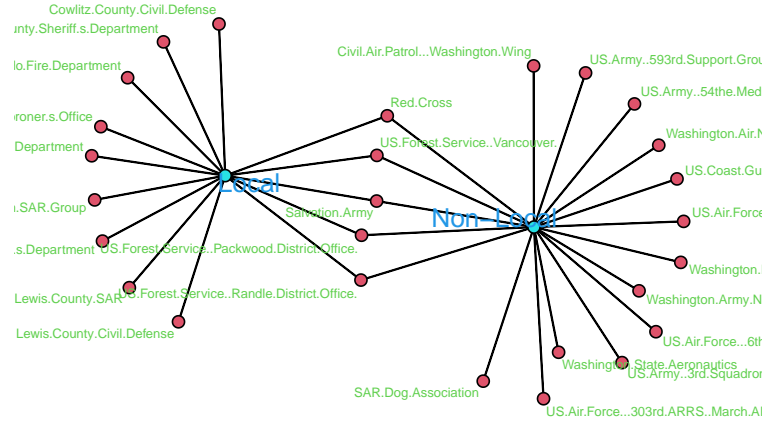 Cowlitz.County.Civil.Defense
unty.Sheriff.s.Department
lo.Fire.Department
Civil.Air.Patrol...Washington.Wing
US.Army..593rd.Support.Grou
US.Army..54the.Med
Red.Cross
roner.s.Office
US.Forest.Service..Vancouver.
Washington.Air.N
Department
US.Coast.Gu
Local
.SAR.Group
Salvation.Army
Non-Local
US.Air.Force
s.Department
US.Forest.Service..Packwood.District.Office.
Washington.
Lewis.County.SAR
US.Forest.Service..Randle.District.Office.
Washington.Army.N
Lewis.County.Civil.Defense
US.Air.Force...6th
Washington.State.Aeronautics
US.Army..3rd.Squadron
SAR.Dog.Association
US.Air.Force...303rd.ARRS..March.A